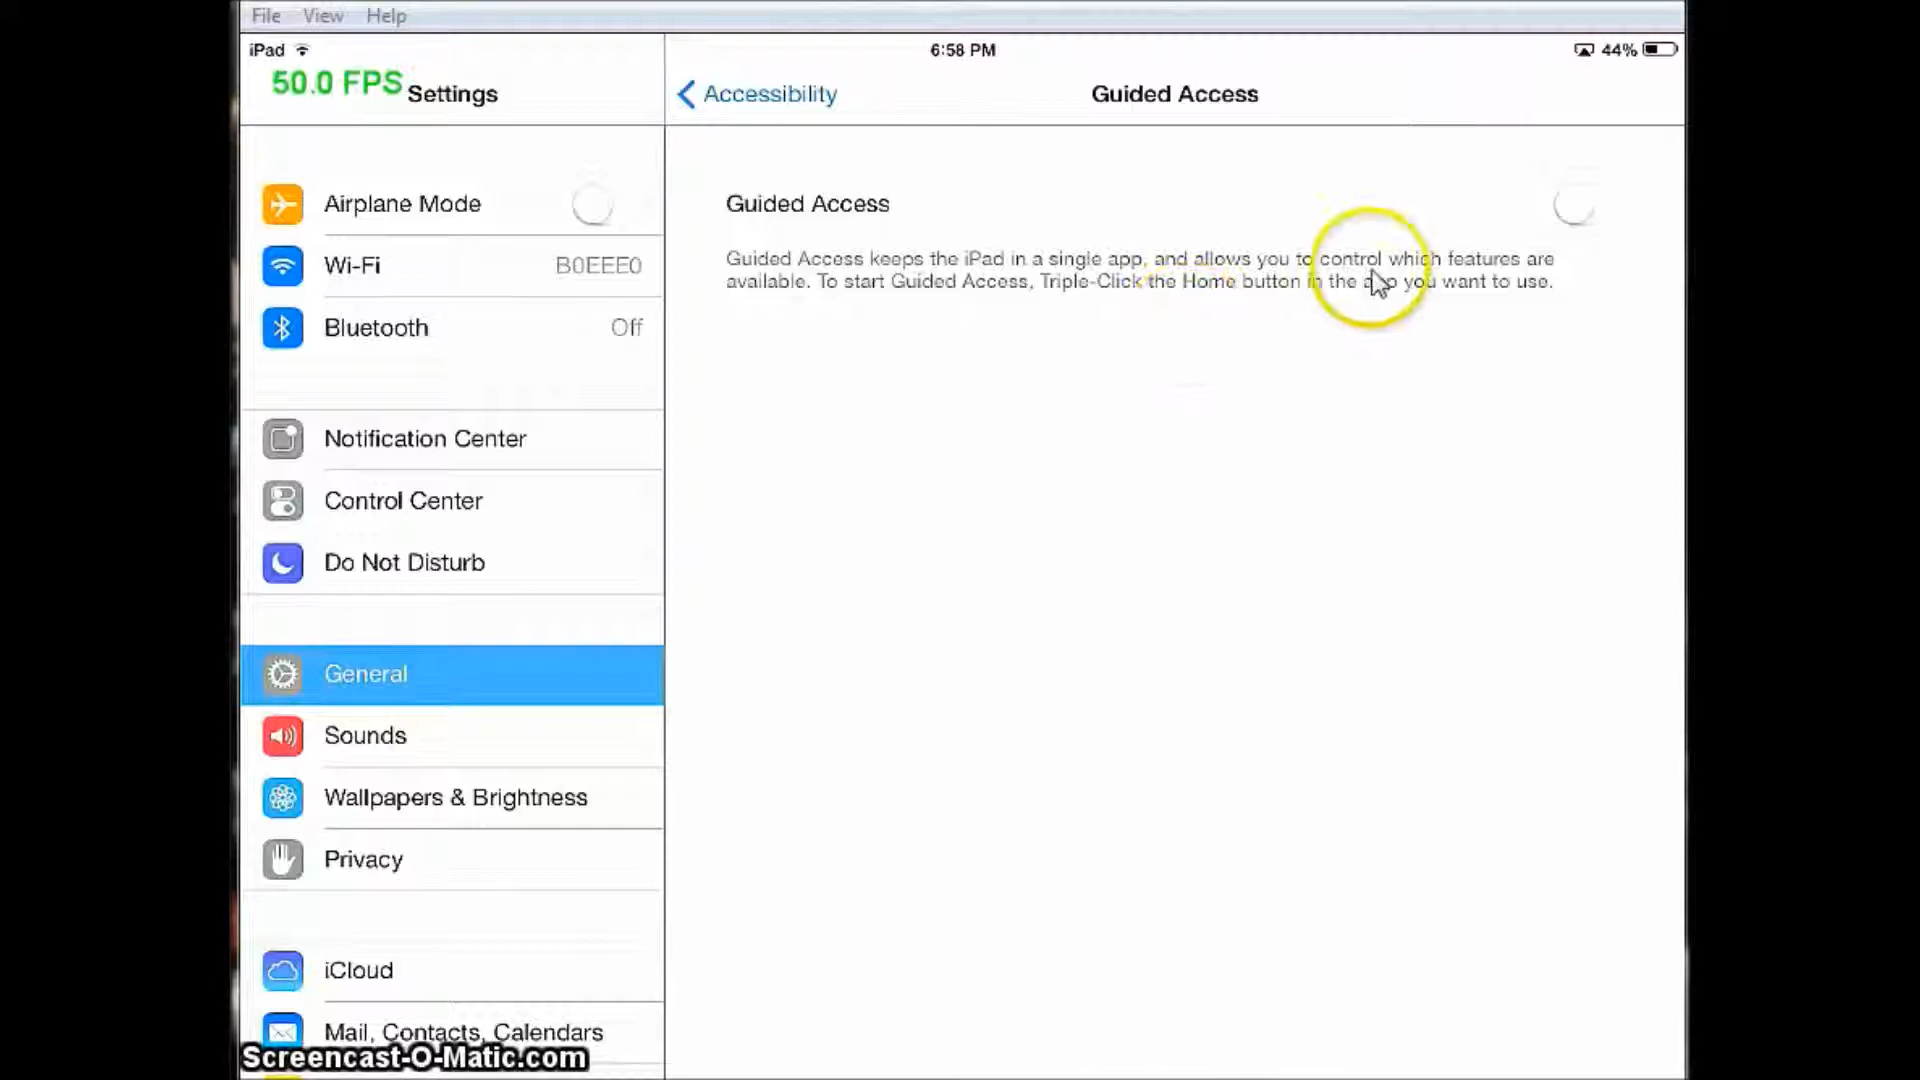 File View Help
iPad 6:58 PM 44%
50.0 FPS Settings
Accessibility Guided Access
Airplane Mode
Wi-Fi B0EEE0
Bluetooth Off
Notification Center
Control Center
Do Not Disturb
General
Sounds
Wallpapers & Brightness
Privacy
iCloud
Mail, Contacts, Calendars
Guided Access
Guided Access keeps the iPad in a single app, and allows you to control which features are
available. To start Guided Access, Triple-Click the Home button in the app you want to use.
Screencast-O-Matic.com